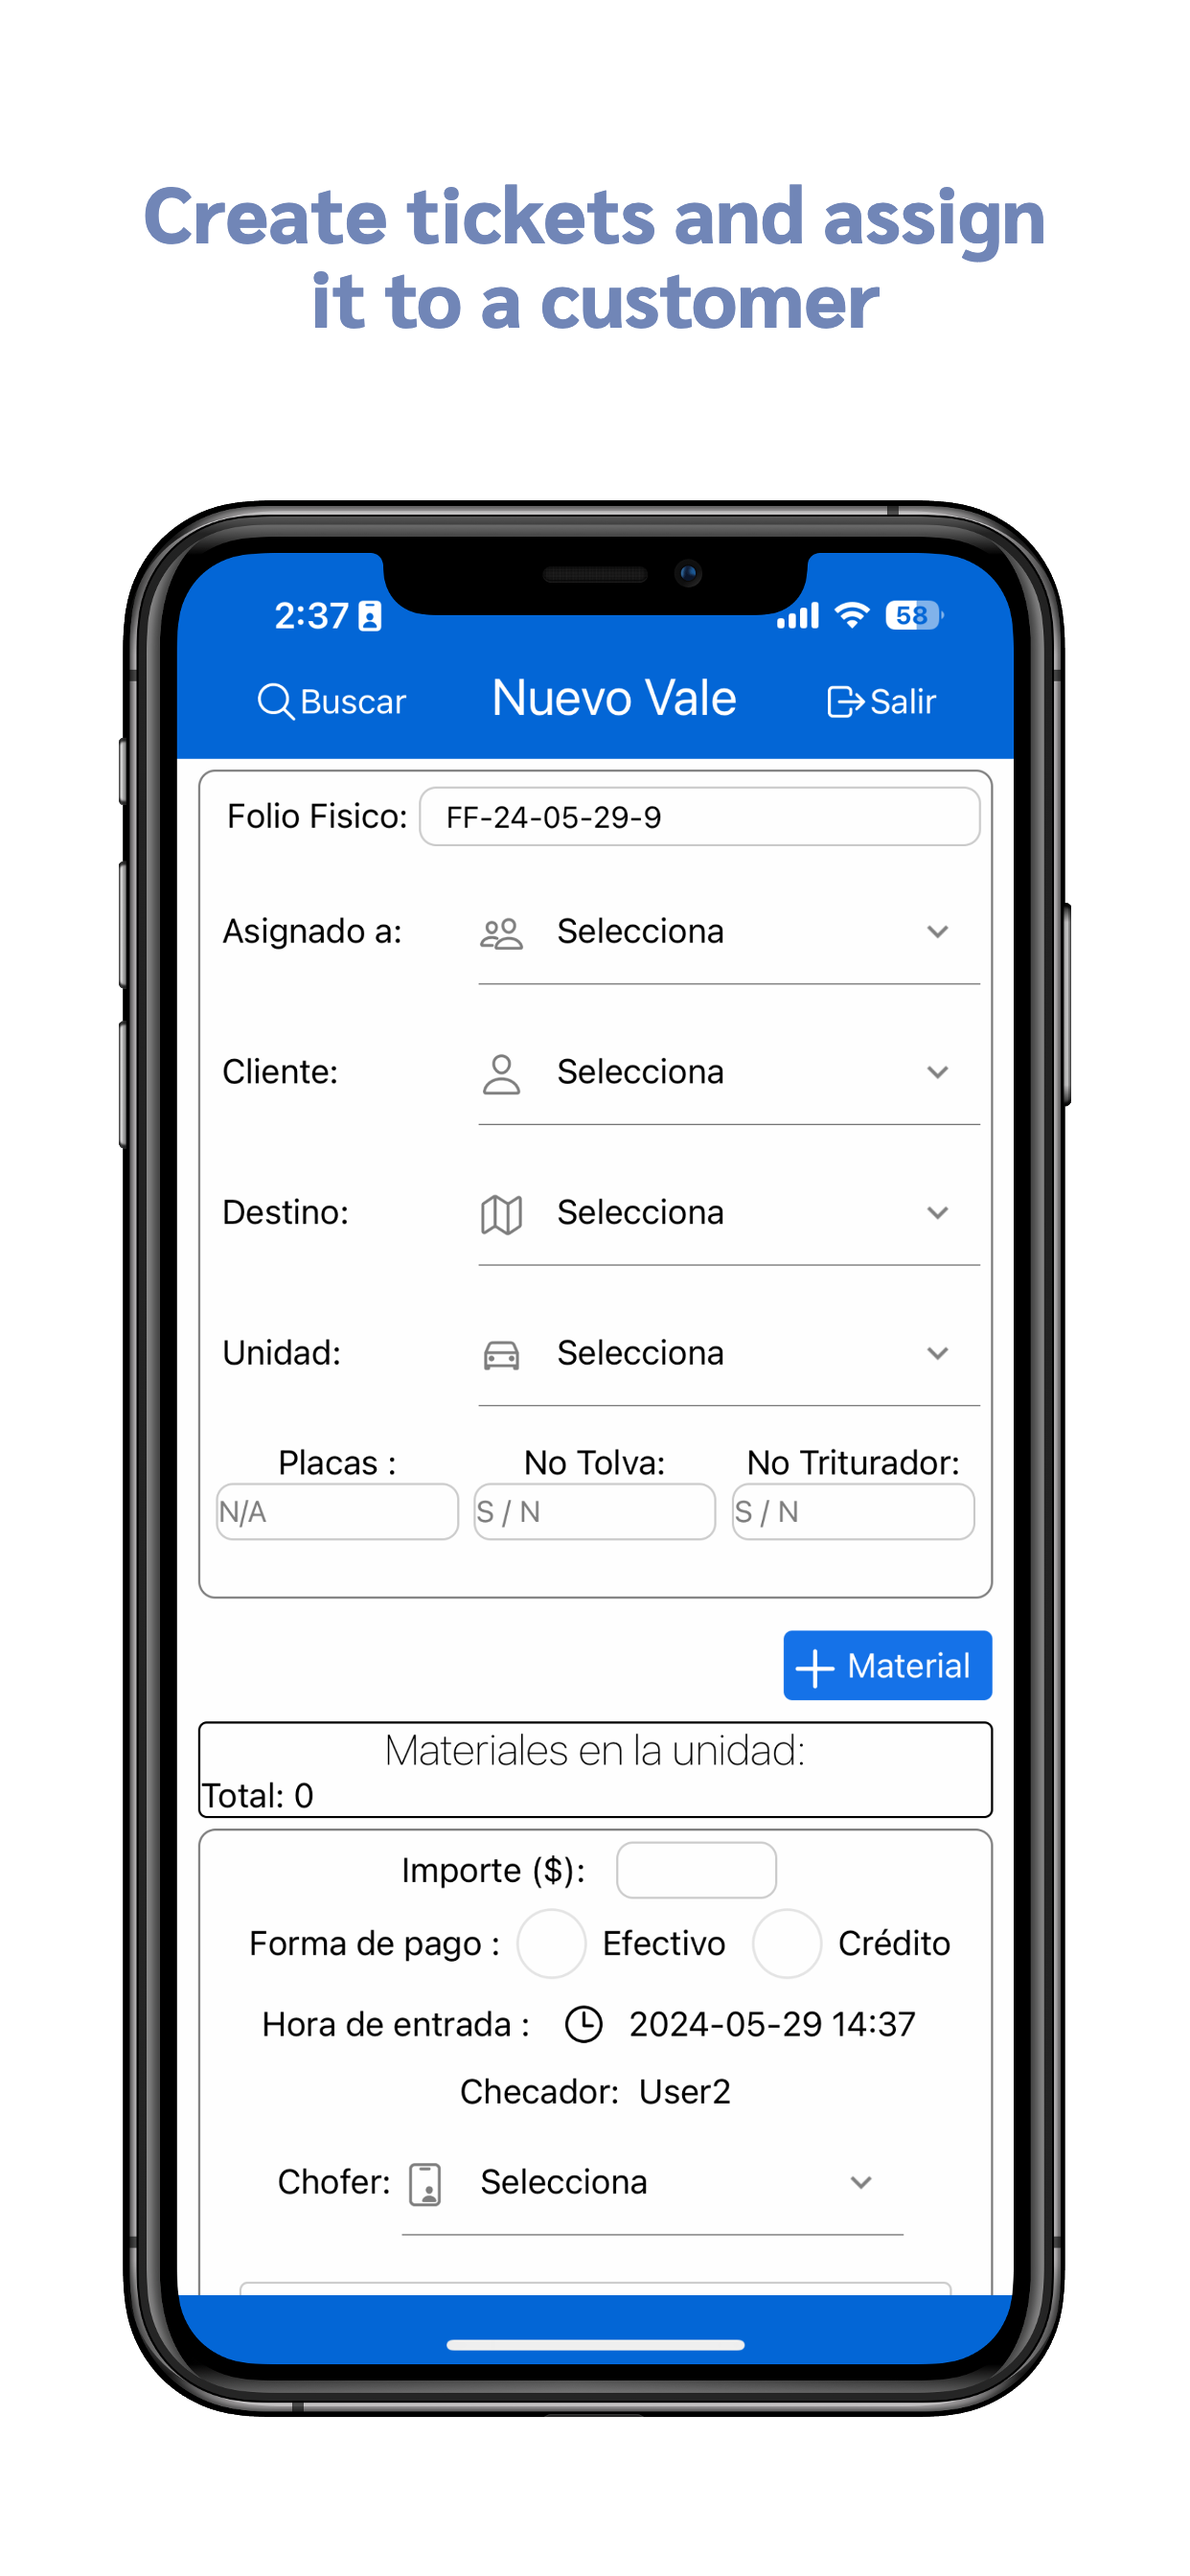 Create tickets and assign
it to a customer
2:37 58
Buscar Nuevo Vale Salir
Folio Fisico: FF-24-05-29-9
Asignado a: Selecciona
Cliente: Selecciona
Destino: Selecciona
Unidad: Selecciona
Placas : No Tolva: No Triturador:
N/A S / N S / N
Material
Materiales en la unidad:
Total: 0
Importe ($):
Forma de pago : Efectivo Crédito
Hora de entrada : 2024-05-29 14:37
Checador: User2
Chofer: Selecciona